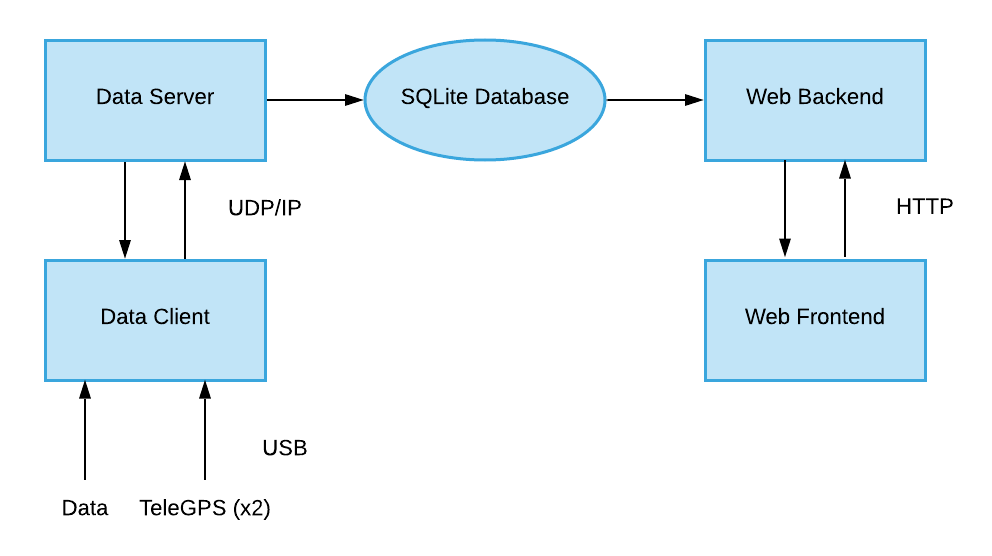 Data Server
SQLite Database
Web Backend
UDP/IP
HTTP
Data Client
Web Frontend
USB
Data
TeleGPS (x2)